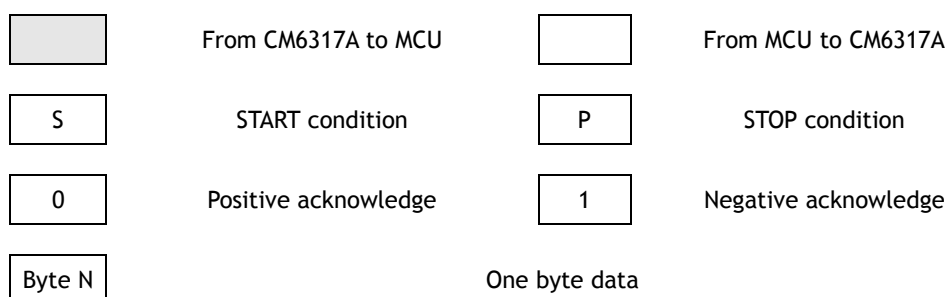 From CM6317A to MCU From MCU to CM6317A
S START condition P STOP condition
0 Positive acknowledge 1 Negative acknowledge
Byte N One byte data